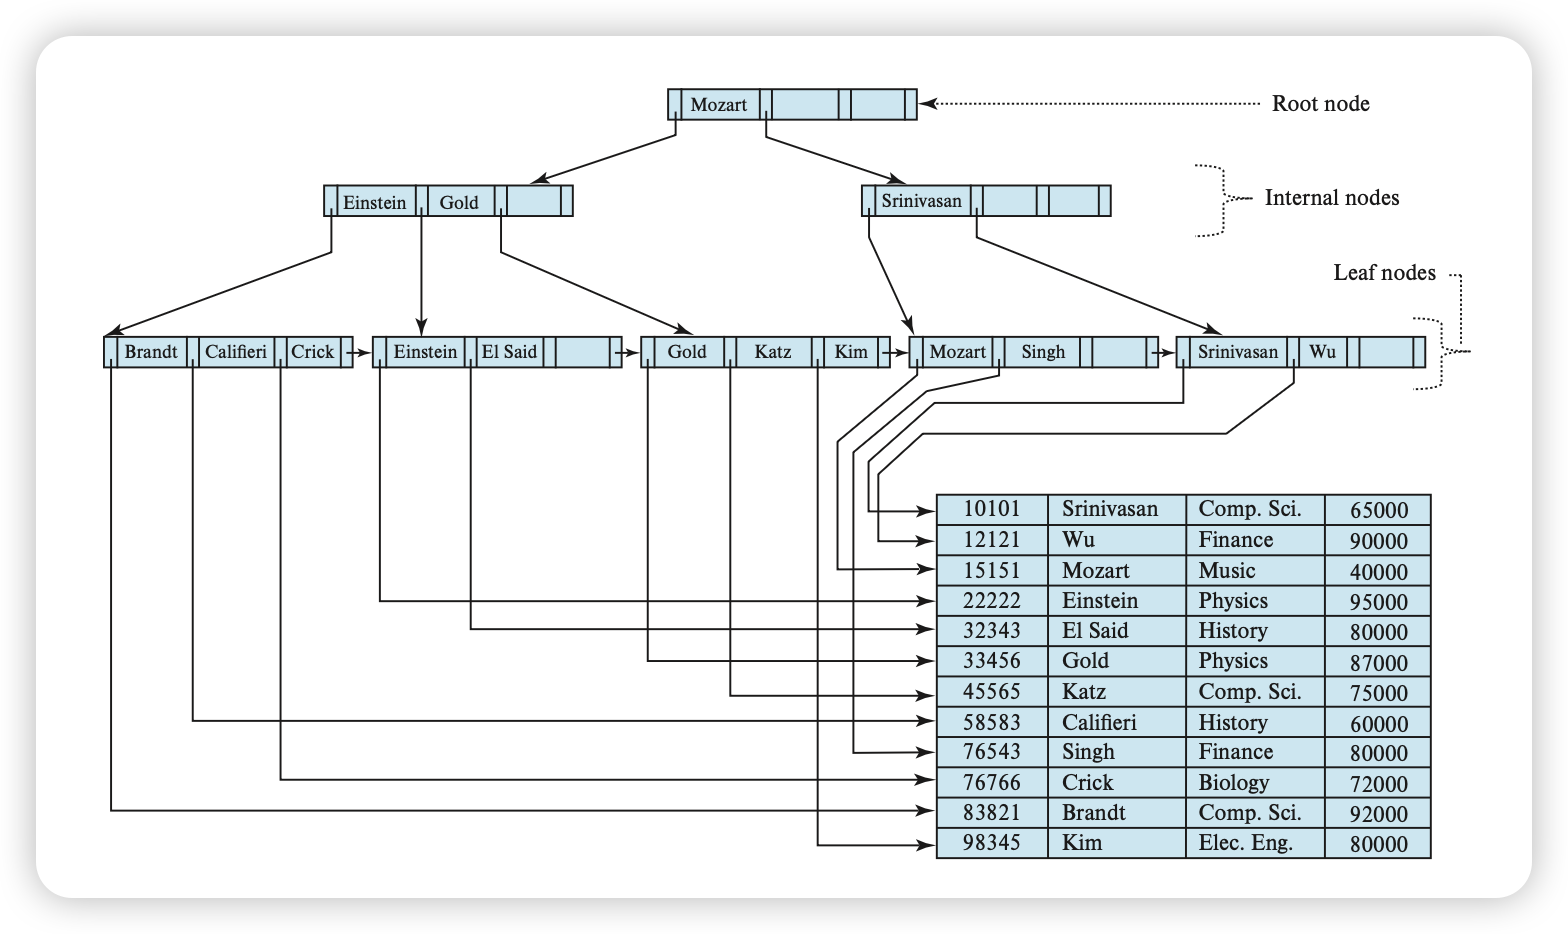 Mozart
Root node
Einstein Gold
Srinivasan
Internal nodes
Leaf nodes
Brandt Califieri Crick
Einstein El Said
Gold Katz Kim
Mozart Singh
Srinivasan Wu
10101 Srinivasan Comp. Sci. 65000
12121 Wu Finance 90000
15151 Mozart Music 40000
22222 Einstein Physics 95000
32343 El Said History 80000
33456 Gold Physics 87000
45565 Katz Comp. Sci. 75000
58583 Califieri History 60000
76543 Singh Finance 80000
76766 Crick Biology 72000
83821 Brandt Comp. Sci. 92000
98345 Kim Elec. Eng. 80000